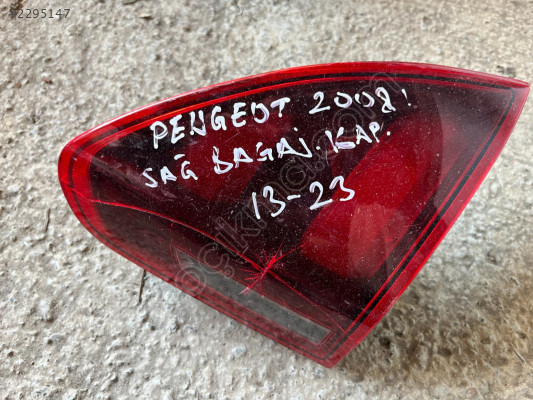 2295147
PENGEOT 2008!
SAĞ BAGAJ.KAP.
13-23